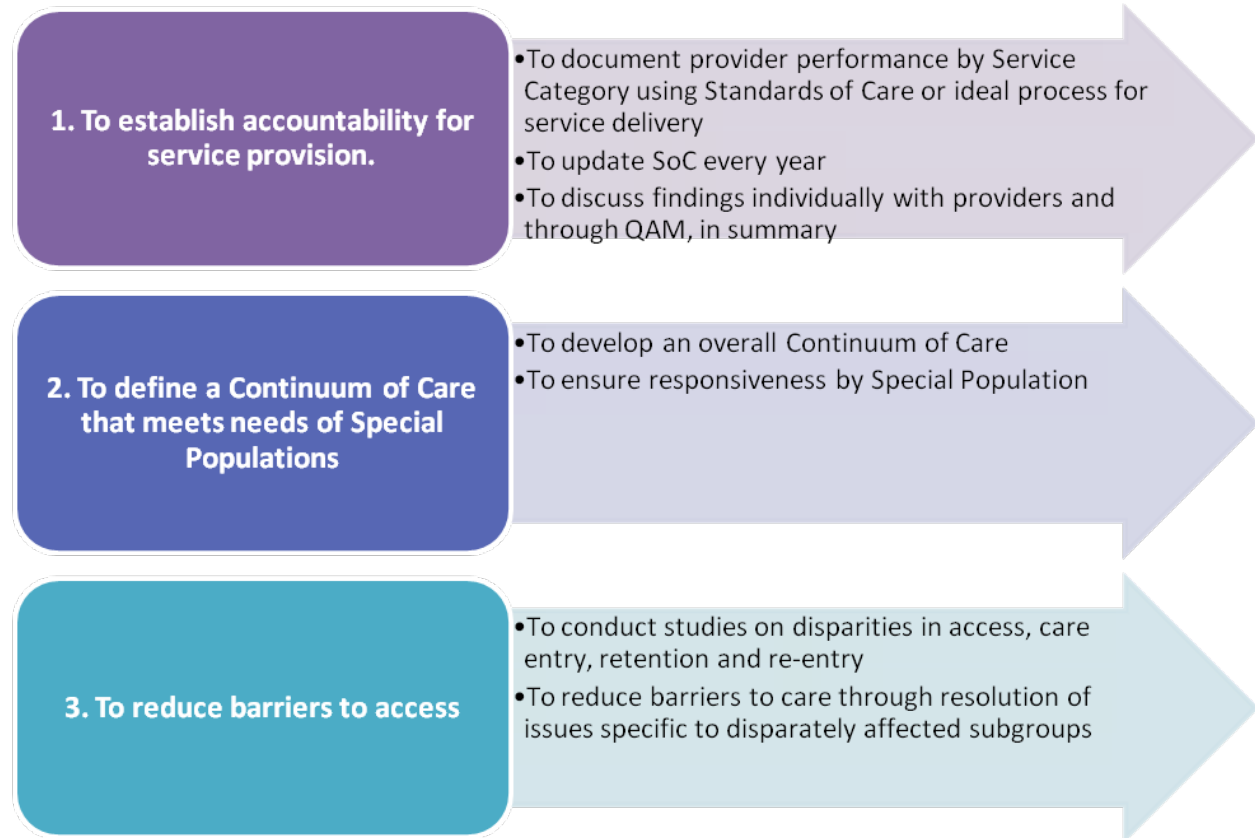 1. To establish accountability for
service provision.
•To document provider performance by Service
Category using Standards of Care or ideal process for
service delivery
•To update SoC every year
•To discuss findings individually with providers and
through QAM, in summary
2. To define a Continuum of Care
that meets needs of Special
Populations
•To develop an overall Continuum of Care
•To ensure responsiveness by Special Population
3. To reduce barriers to access
•To conduct studies on disparities in access, care
entry, retention and re-entry
•To reduce barriers to care through resolution of
issues specific to disparately affected subgroups